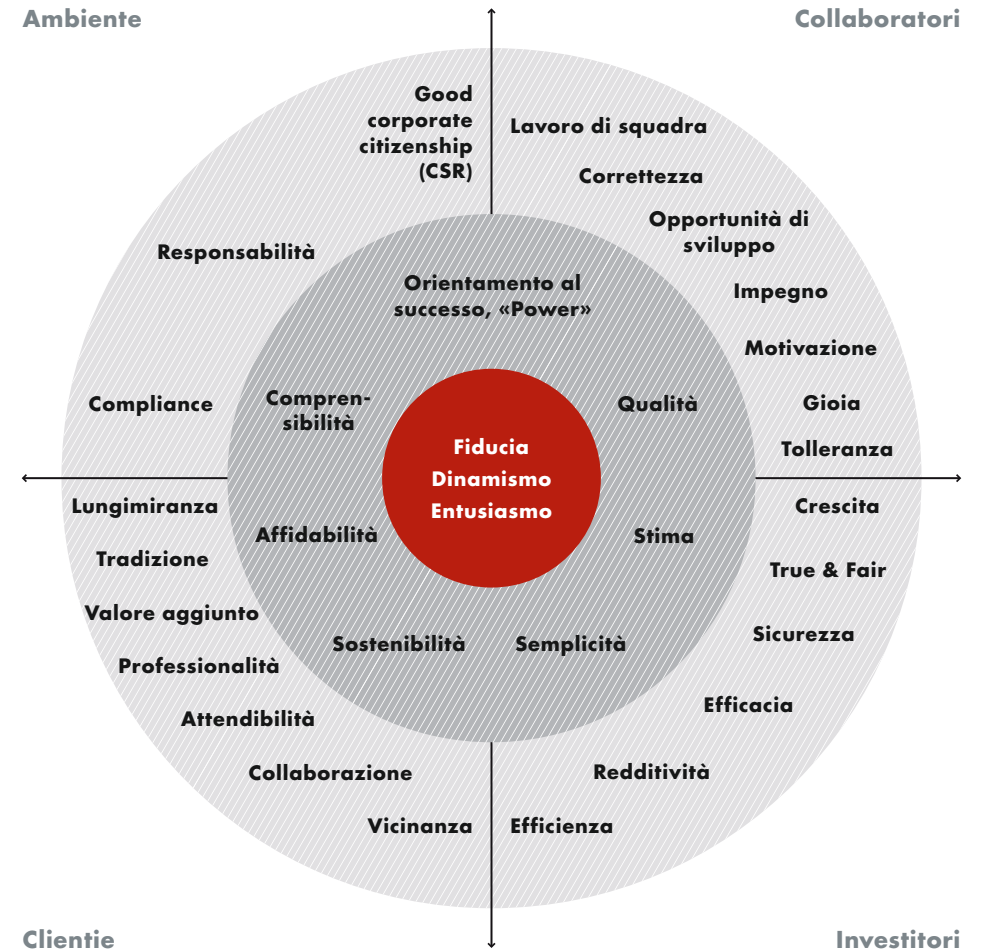 Ambiente
Collaboratori
Good
corporate
citizenship
(CSR)
Responsabilità
Compliance
Lavoro di squadra
Correttezza
Opportunità di
sviluppo
Impegno
Motivazione
Gioia
Tolleranza
Orientamento al
successo, «Power»
Compren-
sibilità
Qualità
Fiducia
Dinamismo
Entusiasmo
Affidabilità
Stima
Sostenibilità
Semplicità
Lungimiranza
Tradizione
Valore aggiunto
Professionalità
Attendibilità
Collaborazione
Vicinanza
Crescita
True & Fair
Sicurezza
Efficacia
Redditività
Efficienza
Clientie
Investitori